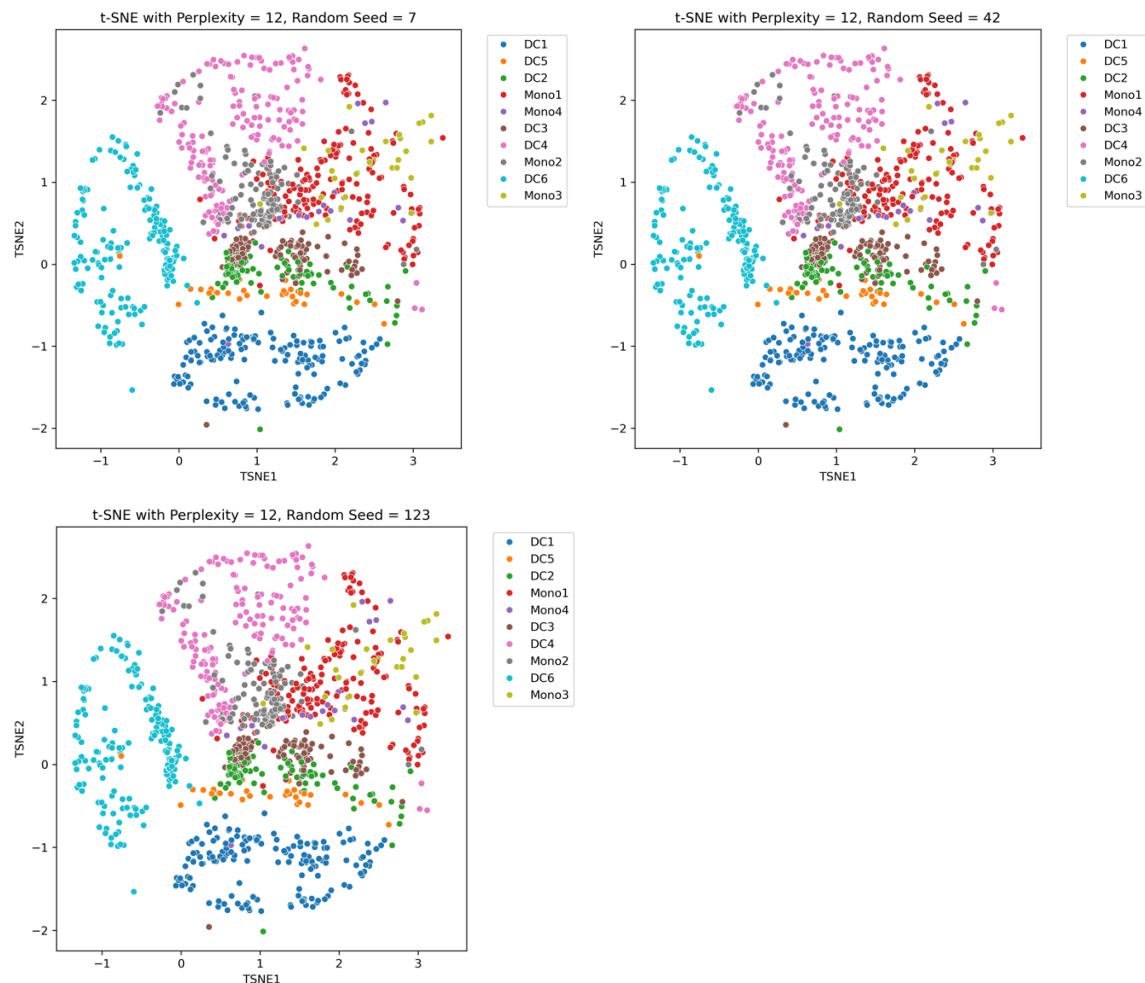 t-SNE with Perplexity = 12, Random Seed = 7
DC1
DC5
DC2
Mono1
Mono4
DC3
DC4
Mono2
DC6
Mono3
2
1
0
−1
−2
TSNE2
−1
0
1
2
3
TSNE1
t-SNE with Perplexity = 12, Random Seed = 42
DC1
DC5
DC2
Mono1
Mono4
DC3
DC4
Mono2
DC6
Mono3
2
1
0
−1
−2
TSNE2
−1
0
1
2
3
TSNE1
t-SNE with Perplexity = 12, Random Seed = 123
DC1
DC5
DC2
Mono1
Mono4
DC3
DC4
Mono2
DC6
Mono3
2
1
0
−1
−2
TSNE2
−1
0
1
2
3
TSNE1